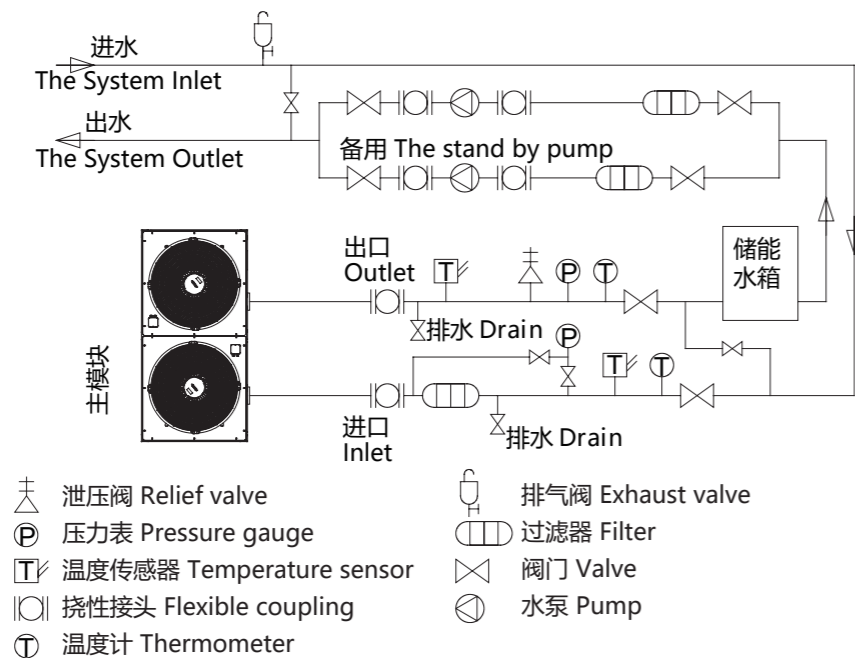 进水
The System Inlet
出水
The System Outlet
备用 The stand by pump
出口
Outlet
T
P
T
储能
水箱
排水 Drain
P
主模块
T
T
进口
Inlet
排水 Drain
泄压阀 Relief valve
排气阀 Exhaust valve
P 压力表 Pressure gauge
过滤器 Filter
T 温度传感器 Temperature sensor
阀门 Valve
挠性接头 Flexible coupling
水泵 Pump
T 温度计 Thermometer